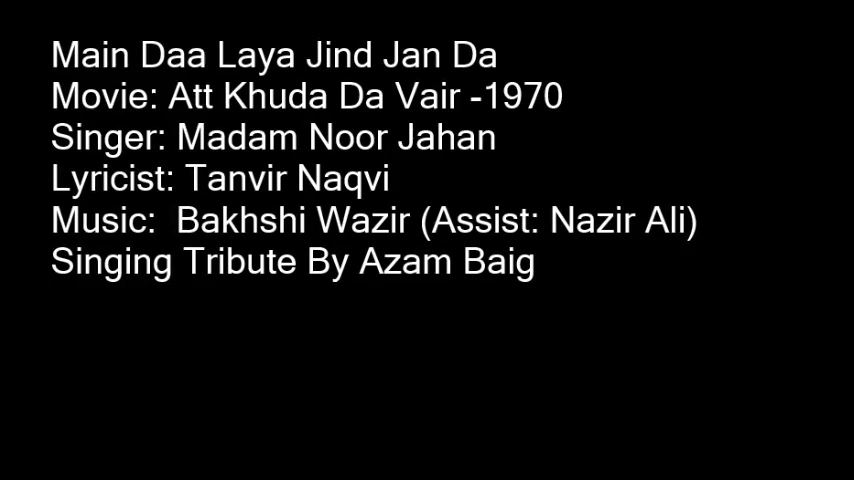 Main Daa Laya Jind Jan Da
Movie: Att Khuda Da Vair -1970
Singer: Madam Noor Jahan
Lyricist: Tanvir Naqvi
Music:  Bakhshi Wazir (Assist: Nazir Ali)
Singing Tribute By Azam Baig